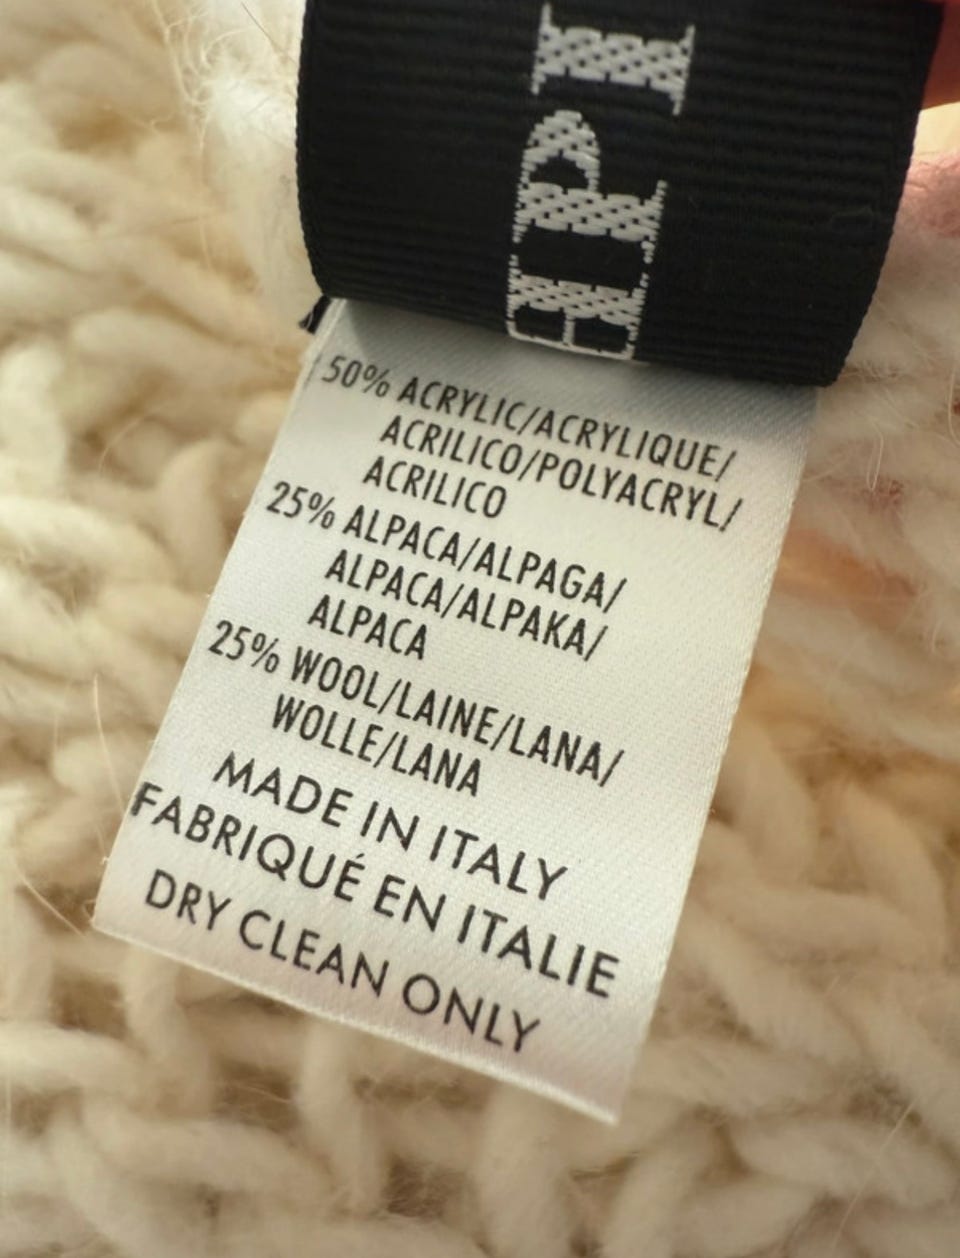 50% ACRYLIC/ACRYLIQUE/
ACRILICO/POLYACRYL/
ACRILICO
25% ALPACA/ALPAGA/
ALPACA/ALPAKA/
ALPACA
25% WOOL/LAINE/LANA/
WOLLE/LANA
MADE IN ITALY
FABRIQUÉ EN ITALIE
DRY CLEAN ONLY